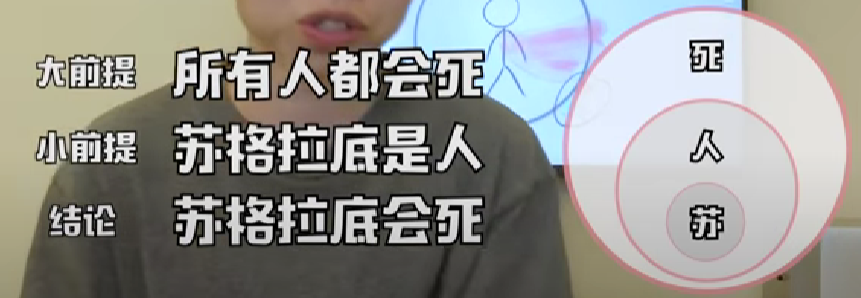 大前提 所有人都会死
小前提 苏格拉底是人
结论 苏格拉底会死
死
人
苏